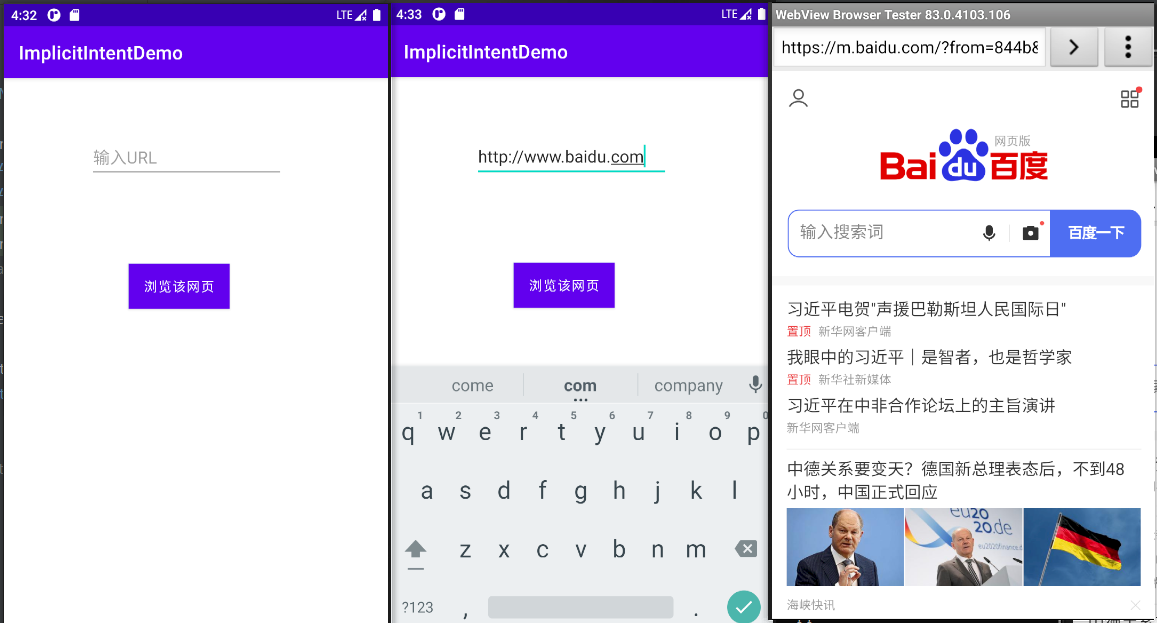 4:32
LTE
ImplicitIntentDemo
输入URL
浏览该网页
4:33
LTE
ImplicitIntentDemo
http://www.baidu.com
浏览该网页
come com company
1 2 3 4 5 6 7 8 9 0
q w e r t y u i o p
a s d f g h j k l
z x c v b n m
?123 , .
WebView Browser Tester 83.0.4103.106
https://m.baidu.com/?from=844b&
网页版
Bai du 百度
输入搜索词
百度一下
习近平电贺"声援巴勒斯坦人民国际日"
置顶 新华网客户端
我眼中的习近平｜是智者，也是哲学家
置顶 新华社新媒体
习近平在中非合作论坛上的主旨演讲
新华网客户端
中德关系要变天？德国新总理表态后，不到48
小时，中国正式回应
eu20
20.de
海峡快讯